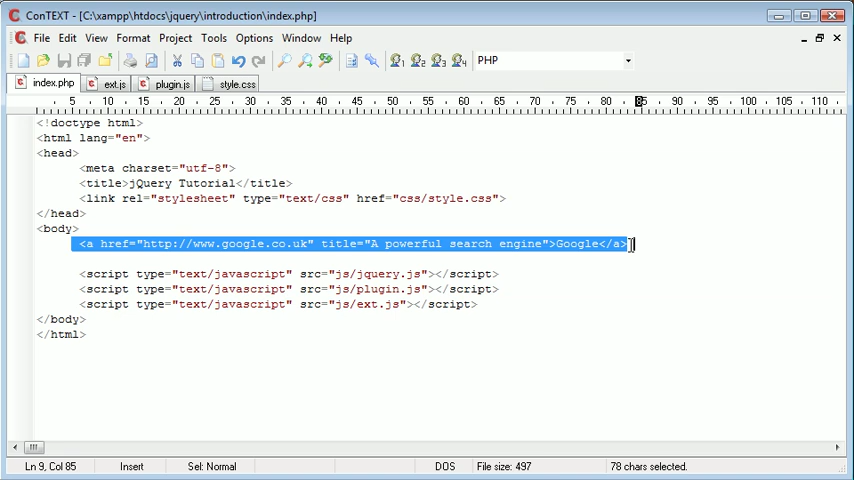 ConTEXT - [C:\xampp\htdocs\jquery\introduction\index.php]
File Edit View Format Project Tools Options Window Help
1 2 3 4 PHP
index.php ext.js plugin.js style.css
5 10 15 20 25 30 35 40 45 50 55 60 65 70 75 80 85 90 95 100 105 110
<!doctype html>
<html lang="en">
<head>
<meta charset="utf-8">
<title>jQuery Tutorial</title>
<link rel="stylesheet" type="text/css" href="css/style.css">
</head>
<body>
<a href="http://www.google.co.uk" title="A powerful search engine">Google</a>
<script type="text/javascript" src="js/jquery.js"></script>
<script type="text/javascript" src="js/plugin.js"></script>
<script type="text/javascript" src="js/ext.js"></script>
</body>
</html>
Ln 9, Col 85 Insert Sel: Normal DOS File size: 497 78 chars selected.